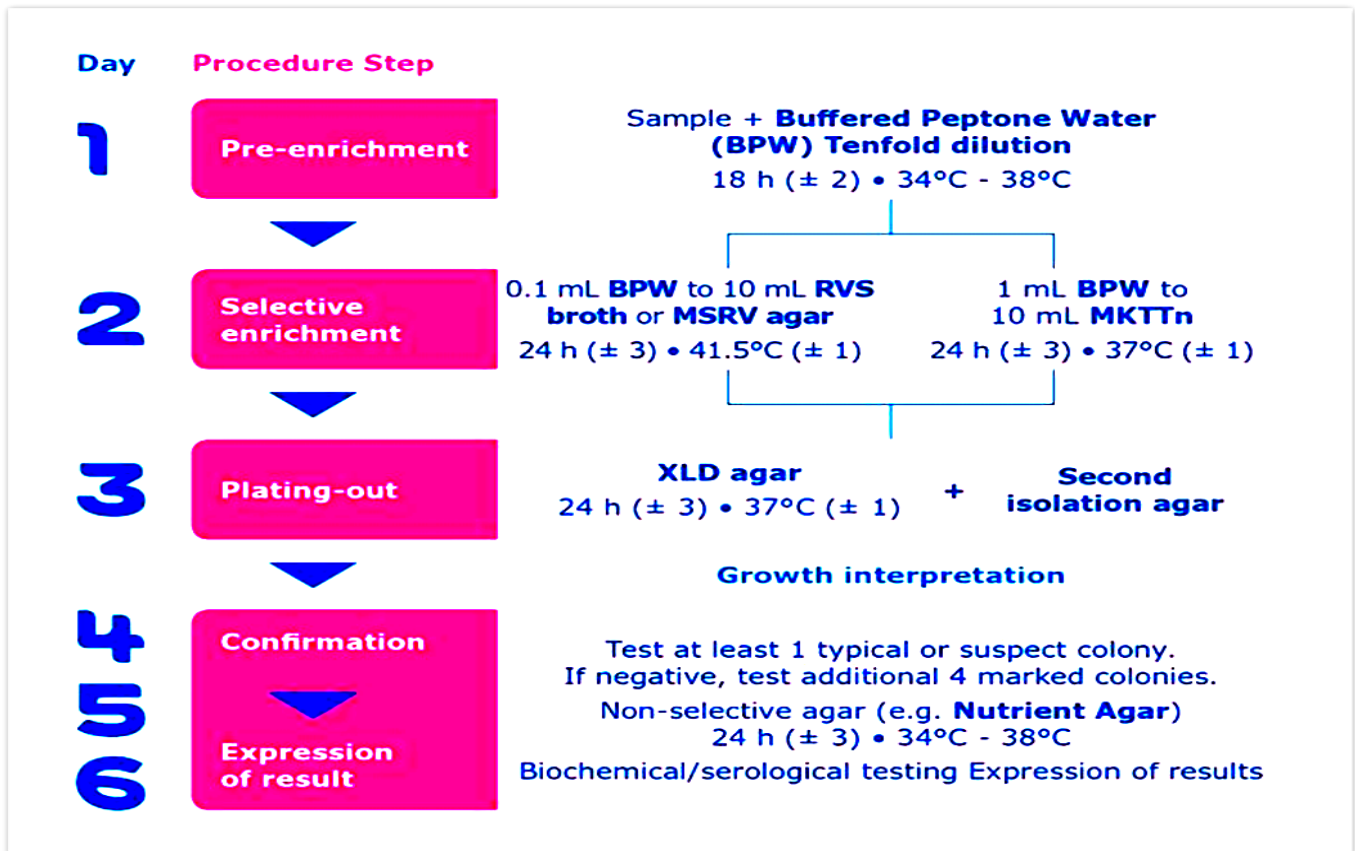 Day Procedure Step
1
Pre-enrichment
Sample + Buffered Peptone Water
(BPW) Tenfold dilution
18 h (± 2) • 34°C - 38°C
2
Selective
enrichment
0.1 mL BPW to 10 mL RVS
broth or MSRV agar
24 h (± 3) • 41.5°C (± 1)
1 mL BPW to
10 mL MKTTn
24 h (± 3) • 37°C (± 1)
3
Plating-out
XLD agar
24 h (± 3) • 37°C (± 1)
+
Second
isolation agar
Growth interpretation
4
Confirmation
Test at least 1 typical or suspect colony.
If negative, test additional 4 marked colonies.
5
Non-selective agar (e.g. Nutrient Agar)
24 h (± 3) • 34°C - 38°C
6
Expression
of result
Biochemical/serological testing Expression of results